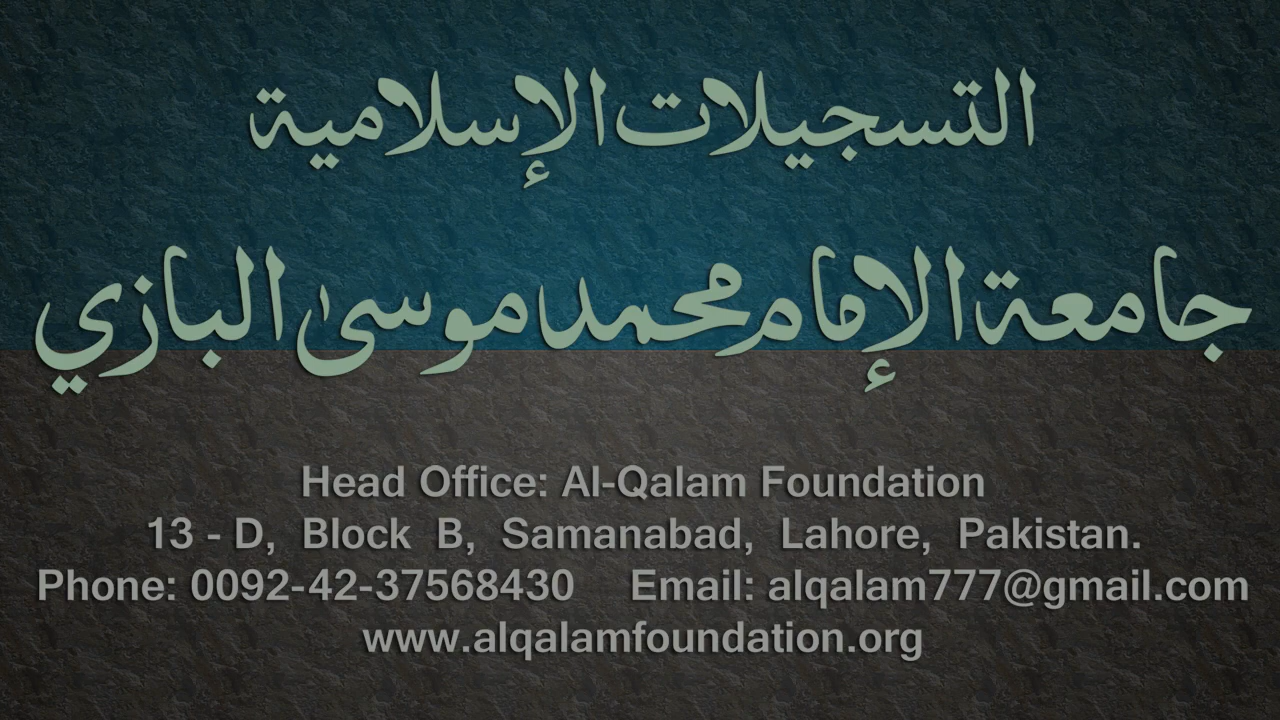 التسجيلات الإسلامية
جامعة الإمام محمد موسىٰ البازي
Head Office: Al-Qalam Foundation
13 - D, Block B, Samanabad, Lahore, Pakistan.
Phone: 0092-42-37568430 Email: alqalam777@gmail.com
www.alqalamfoundation.org